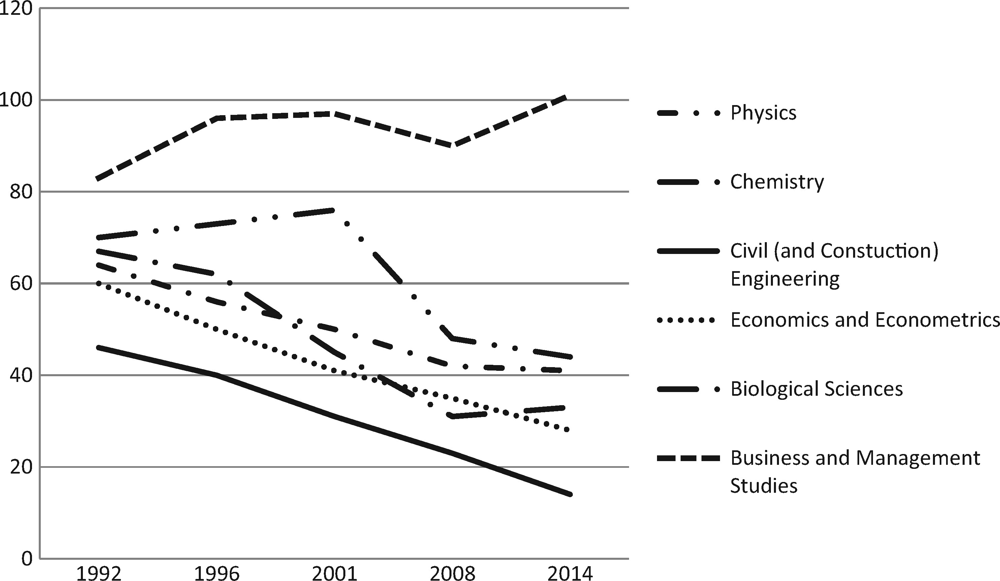 120
100
80
60
40
20
0
1992 1996 2001 2008 2014
Physics
Chemistry
Civil (and Constuction)
Engineering
Economics and Econometrics
Biological Sciences
Business and Management
Studies